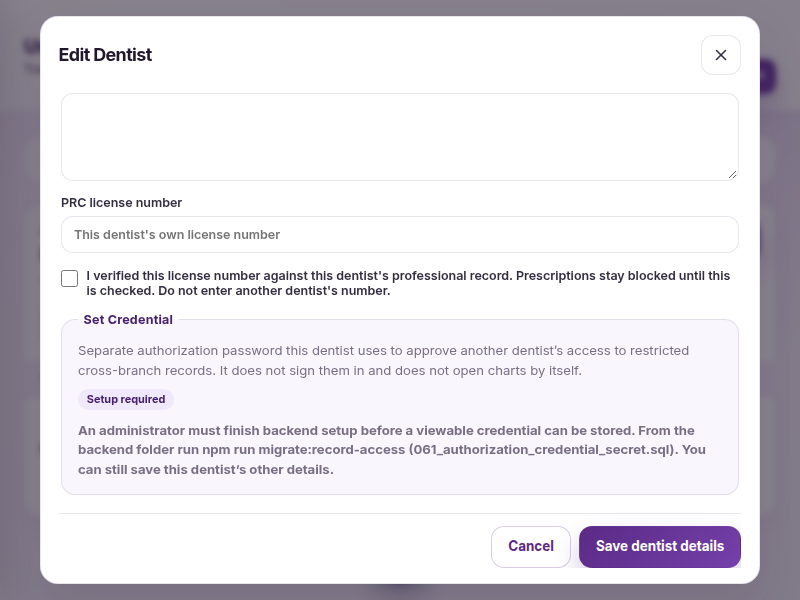 Edit Dentist
PRC license number
This dentist's own license number
I verified this license number against this dentist's professional record. Prescriptions stay blocked until this
is checked. Do not enter another dentist's number.
Set Credential
Separate authorization password this dentist uses to approve another dentist’s access to restricted
cross-branch records. It does not sign them in and does not open charts by itself.
Setup required
An administrator must finish backend setup before a viewable credential can be stored. From the
backend folder run npm run migrate:record-access (061_authorization_credential_secret.sql). You
can still save this dentist’s other details.
Cancel
Save dentist details